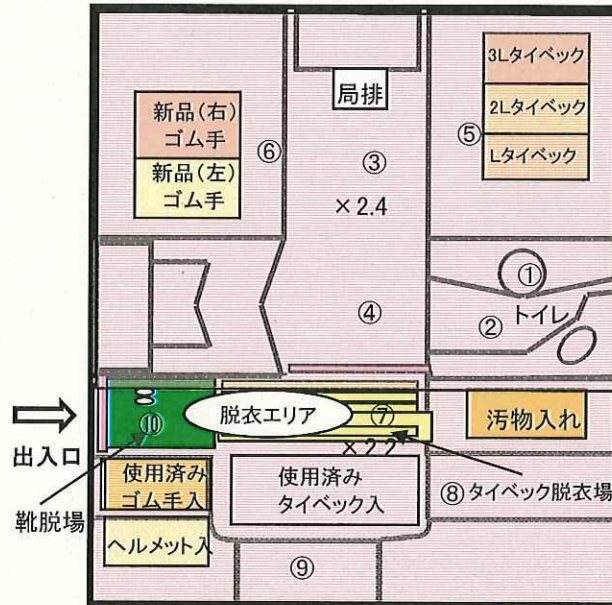 3Lタイベック
2Lタイベック
⑤
Lタイベック
局排
新品(右)
ゴム手
⑥
新品(左)
ゴム手
③
×2.4
①
トイレ
②
④
⑩
脱衣エリア
⑦
×2.2
汚物入れ
出入口
靴脱場
使用済み
ゴム手入
使用済み
タイベック入
⑧タイベック脱衣場
ヘルメット入
⑨